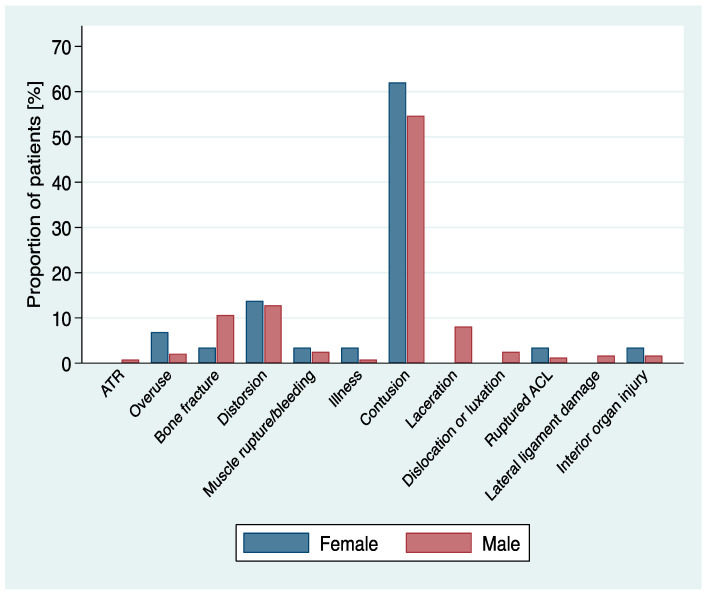 Proportion of patients [%]
70
60
50
40
30
20
10
0
ATR
Overuse
Bone fracture
Distorsion
Muscle rupture/bleeding
Illness
Contusion
Laceration
Dislocation or luxation
Ruptured ACL
Lateral ligament damage
Interior organ injury
Female
Male